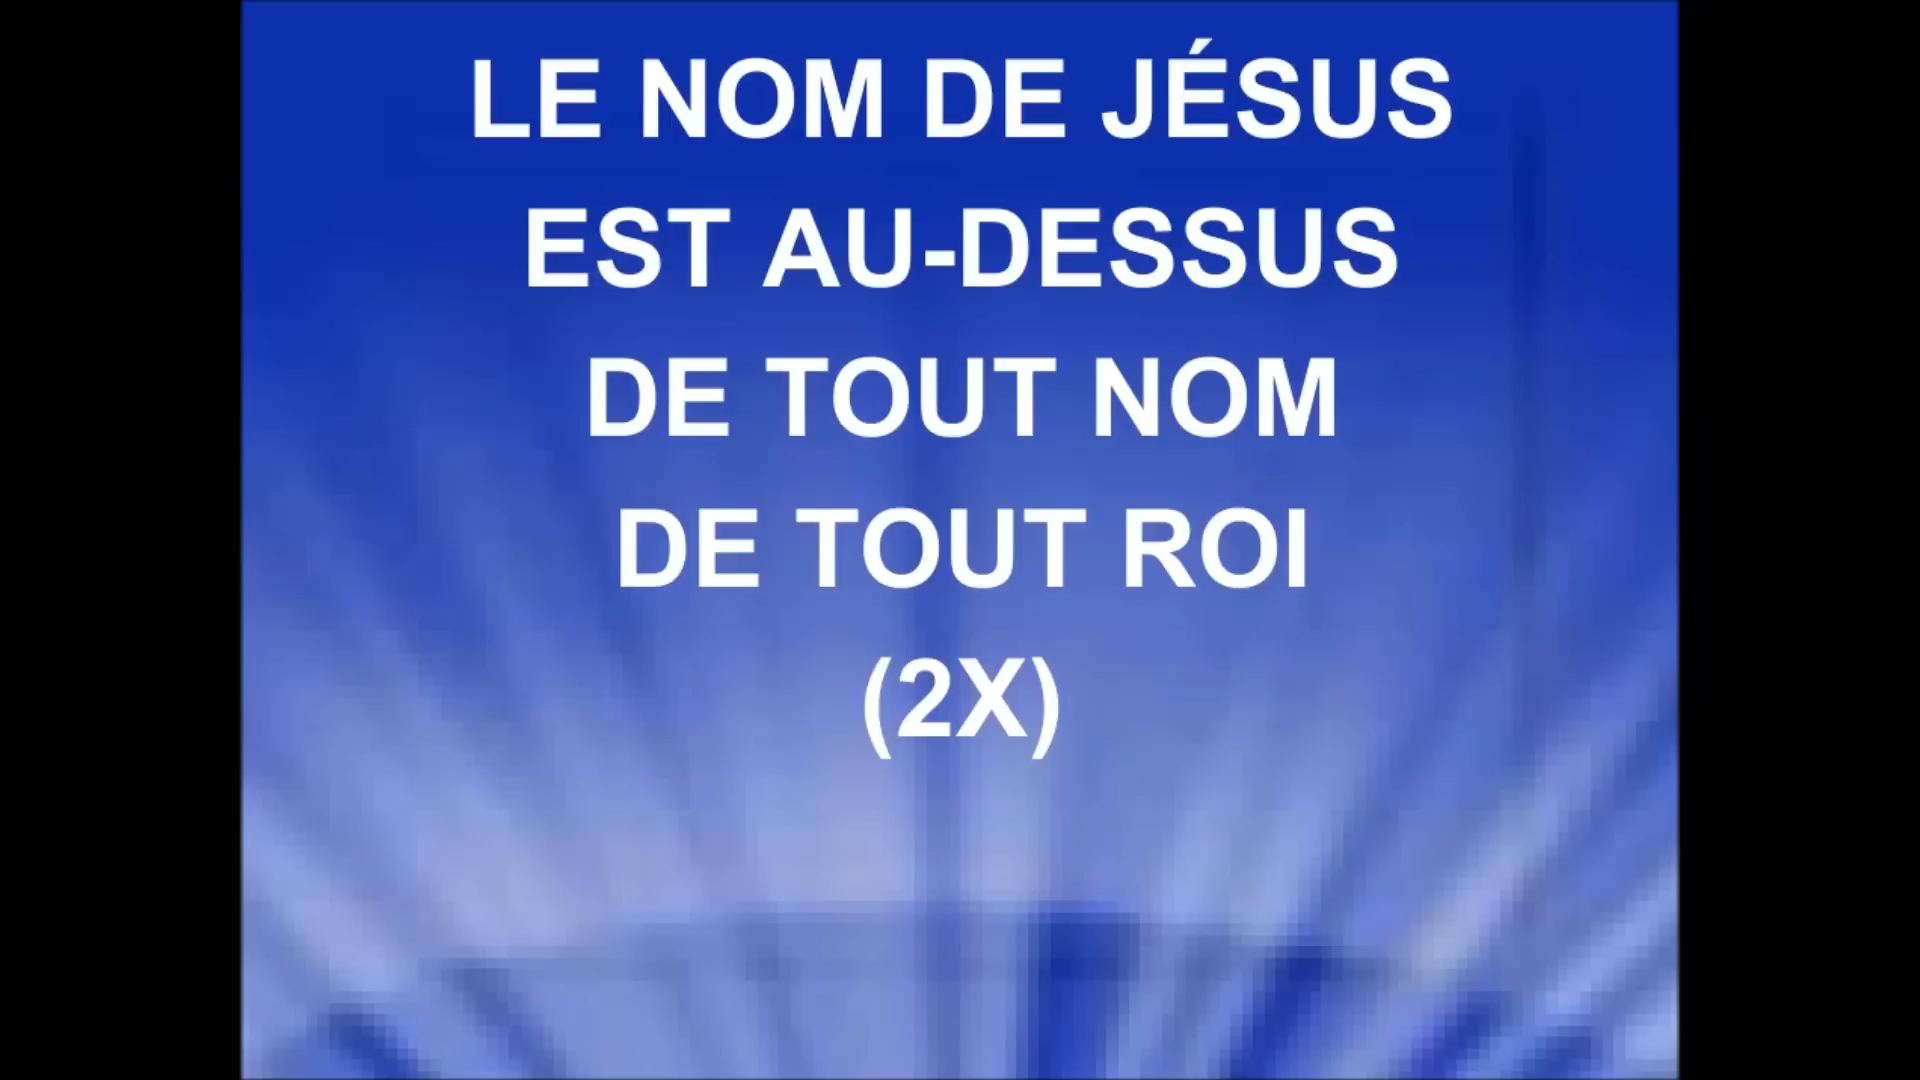 LE NOM DE JÉSUS
EST AU-DESSUS
DE TOUT NOM
DE TOUT ROI
(2X)